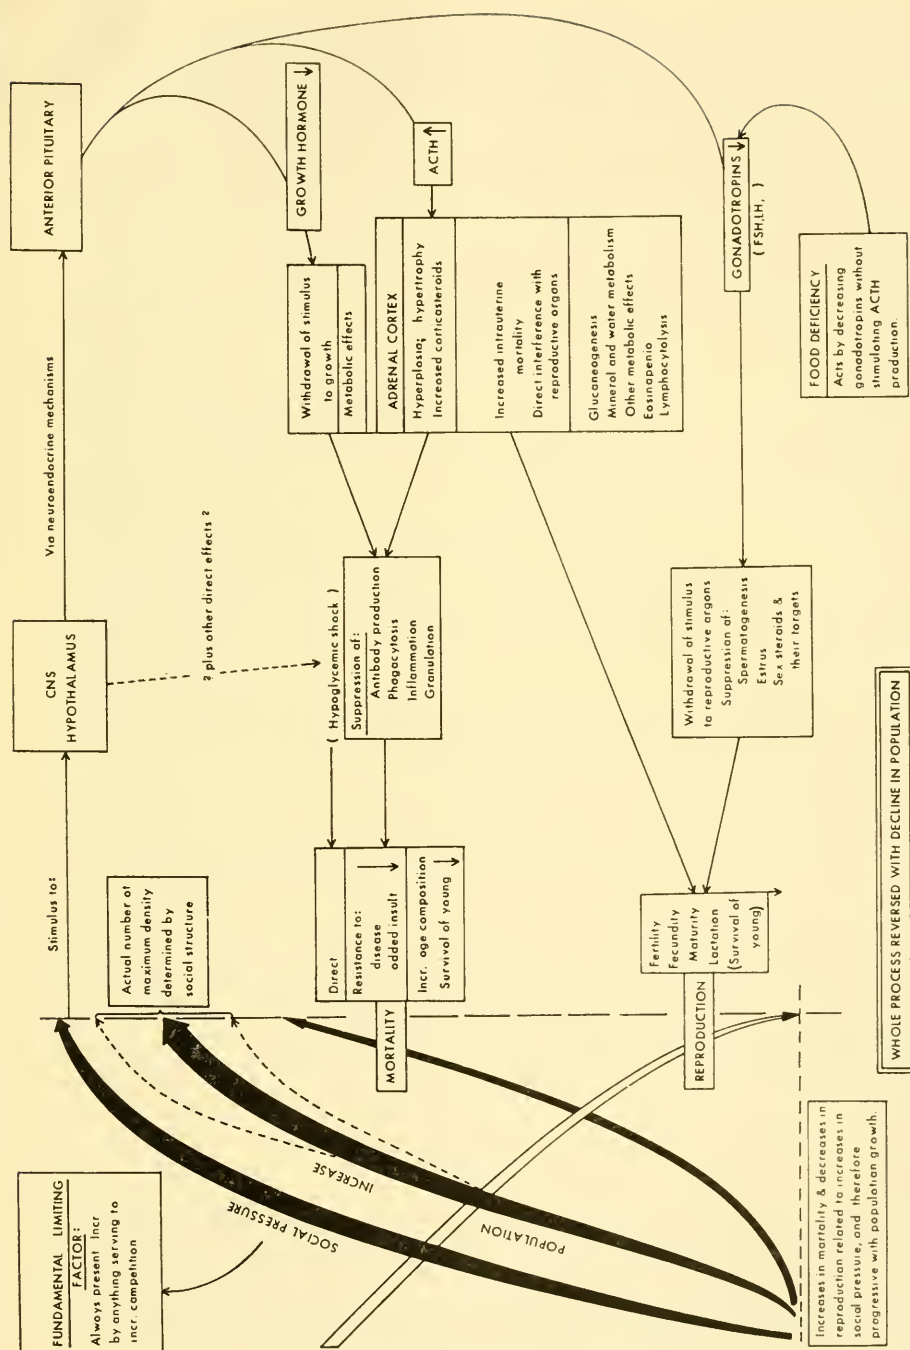 FUNDAMENTAL LIMITING
FACTOR:
Always present Incr
by anything serving to
incr. competition
SOCIAL PRESSURE
POPULATION
INCREASE
Increases in mortality & decreases in
reproduction related to increases in
social pressure, and therefore
progressive with population growth.
Stimulus to:
Actual number at
maximum density
determined by
social structure
MORTALITY
Direct
Resistance to:
disease
added insult
Incr. age composition
Survival of young
REPRODUCTION
Fertility
Fecundity
Maturity
Lactation
(Survival of
young)
CNS
HYPOTHALAMUS
? plus other direct effects ?
( Hypoglycemic shock )
Suppression of:
Antibody production
Phagocytosis
Inflammation
Granulation
Withdrawal of stimulus
to reproductive argons
Suppression of:
Spermatogenesis
Estrus
Sex steroids &
their targets
Via neuroendocrine mechanisms
ANTERIOR PITUITARY
GROWTH HORMONE ↓
Withdrawal of stimulus
to growth
Metabolic effects
ACTH ↑
ADRENAL CORTEX
Hyperplosia; hypertrophy
Increased corticasteroids
Increased intrauterine
mortality
Direct interference with
reproductive organs
Glucaneogenesis
Minerol and water metabolism
Other metabolic effects
Eosinapenio
Lymphocytolysis
GONADOTROPINS ↓
( FSH,LH, )
FOOD DEFICIENCY
Acts by decreasing
gonadotropins without
stimuloting ACTH
production.
WHOLE PROCESS REVERSED WITH DECLINE IN POPULATION